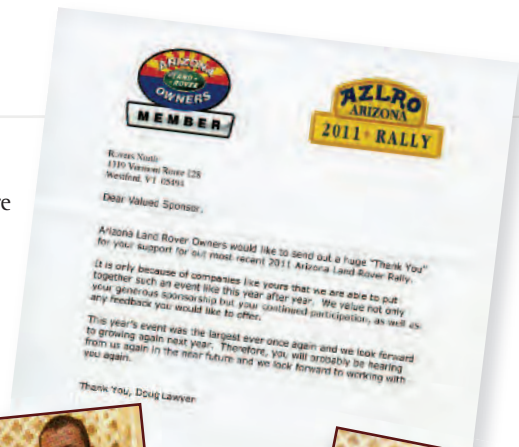 ARIZONA
LAND ROVER
OWNERS
MEMBER
AZLRO
ARIZONA
2011 RALLY
Rovers North
1319 Vermont Route 128
Westford, VT 05494
Dear Valued Sponsor,
re
Arizona Land Rover Owners would like to send out a huge "Thank You"
for your support for our most recent 2011 Arizona Land Rover Rally.
It is only because of companies like yours that we are able to put
together such an event like this year after year. We value not only
your generous sponsorship but your continued participation, as well as
any feedback you would like to offer.
This year's event was the largest ever once again and we look forward
to growing again next year. Therefore, you will probably be hearing
from us again in the near future and we look forward to working with
you again.
Thank You, Doug Lawyer